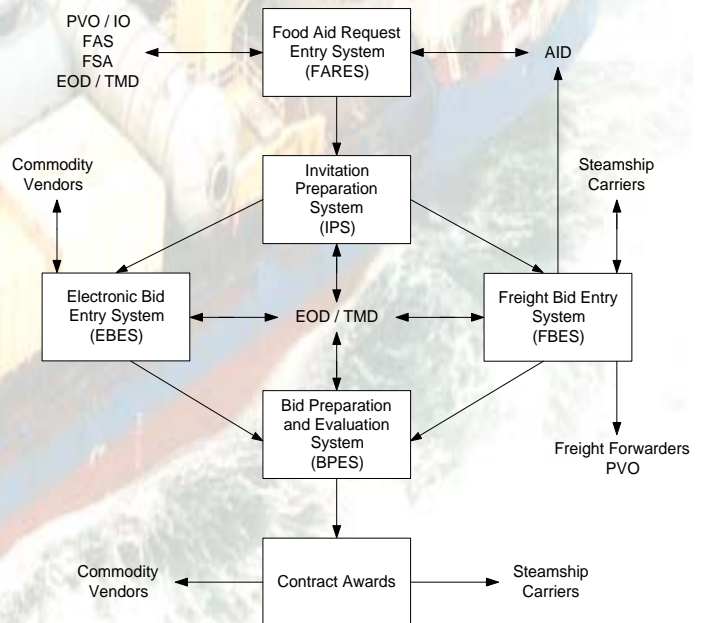 PVO / IO
FAS
FSA
EOD / TMD
Food Aid Request
Entry System
(FARES)
AID
Commodity
Vendors
Invitation
Preparation
System
(IPS)
Steamship
Carriers
Electronic Bid
Entry System
(EBES)
EOD / TMD
Freight Bid Entry
System
(FBES)
Bid Preparation
and Evaluation
System
(BPES)
Freight Forwarders
PVO
Commodity
Vendors
Contract Awards
Steamship
Carriers